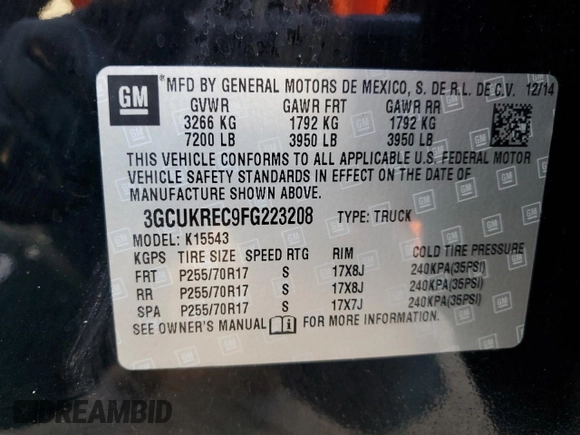 GM
*MFD BY GENERAL MOTORS DE MEXICO, S. DE R.L. DE C.V. 12/14
GVWR GAWR FRT GAWR RR
3266 KG 1792 KG 1792 KG
7200 LB 3950 LB 3950 LB
THIS VEHICLE CONFORMS TO ALL APPLICABLE U.S. FEDERAL MOTOR
VEHICLE SAFETY STANDARDS IN EFFECT ON THE DATE OF
MANUFACTURE SHOWN ABOVE.
3GCUKREC9FG223208 TYPE: TRUCK
MODEL: K15543
KGPS TIRE SIZE SPEED RTG RIM COLD TIRE PRESSURE
FRT P255/70R17 S 17X8J 240KPA(35PSI)
RR P255/70R17 S 17X8J 240KPA(35PSI)
SPA P255/70R17 S 17X7J 240KPA(35PSI)
SEE OWNER'S MANUAL FOR MORE INFORMATION.
DREAMBID